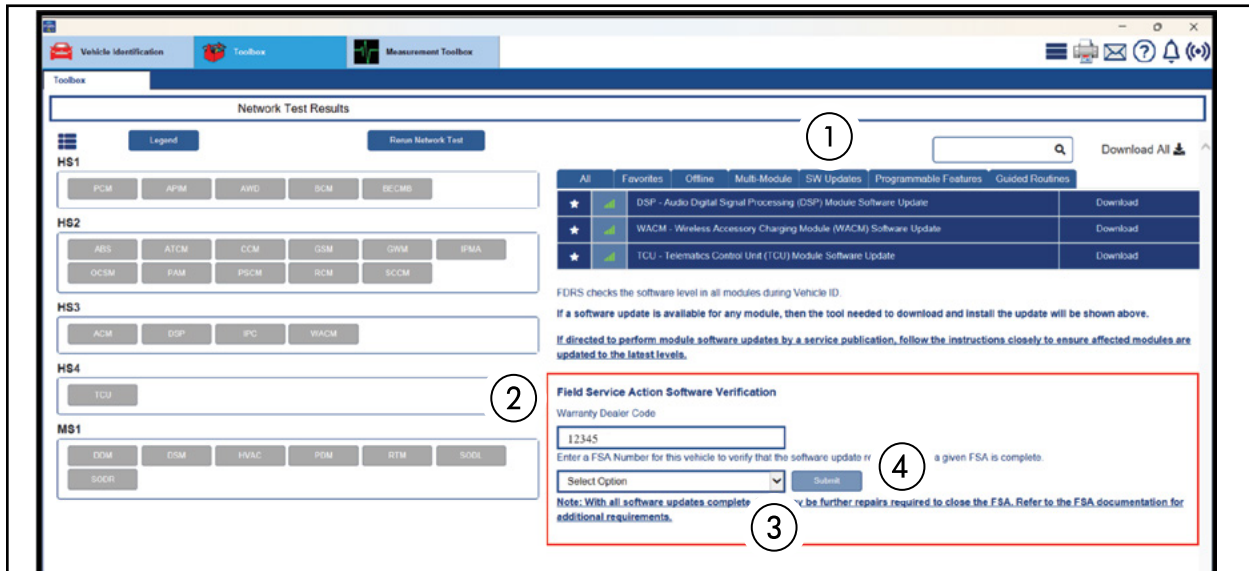 Vehicle Identification
Toolbox
Measurement Toolbox
Toolbox
Network Test Results
Legend
Rerun Network Test
1
Download All
HS1
PCM APIM AWD BCM BECMB
All Favorites Offline Multi-Module SW Updates Programmable Features Guided Routines
DSP - Audio Digital Signal Processing (DSP) Module Software Update Download
WACM - Wireless Accessory Charging Module (WACM) Software Update Download
TCU - Telematics Control Unit (TCU) Module Software Update Download
HS2
ABS ATCM CCM GSM GWM IPMA
OCSM PAM PSCM RCM SCCM
FDRS checks the software level in all modules during Vehicle ID.
If a software update is available for any module, then the tool needed to download and install the update will be shown above.
If directed to perform module software updates by a service publication, follow the instructions closely to ensure affected modules are
updated to the latest levels.
HS3
ACM DSP IPC WACM
HS4
TCU
2
Field Service Action Software Verification
Warranty Dealer Code
12345
Enter a FSA Number for this vehicle to verify that the software update a given FSA is complete.
4
Select Option
Submit
Note: With all software updates complete be further repairs required to close the FSA. Refer to the FSA documentation for
additional requirements.
3
MS1
DDM DSM HVAC PDM RTM SODL
SODR